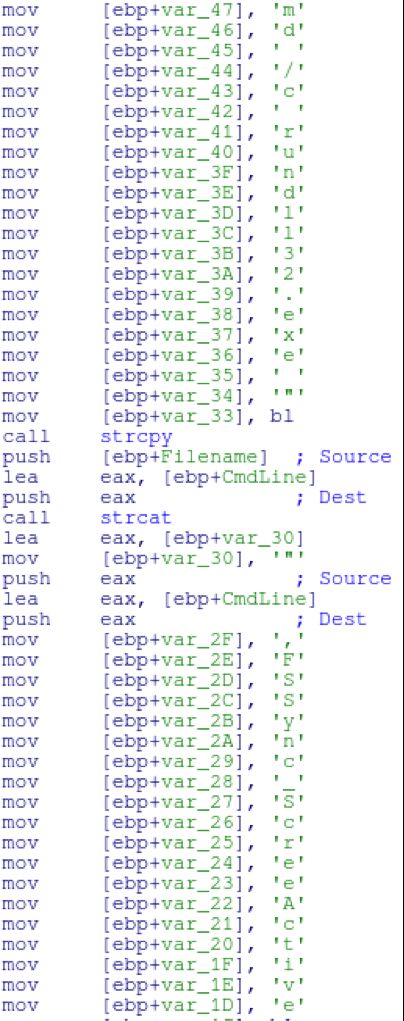 mov [ebp+var_47], 'm'
mov [ebp+var_46], 'd'
mov [ebp+var_45], ' '
mov [ebp+var_44], '/'
mov [ebp+var_43], 'c'
mov [ebp+var_42], ' '
mov [ebp+var_41], 'r'
mov [ebp+var_40], 'u'
mov [ebp+var_3F], 'n'
mov [ebp+var_3E], 'd'
mov [ebp+var_3D], 'l'
mov [ebp+var_3C], 'l'
mov [ebp+var_3B], '3'
mov [ebp+var_3A], '2'
mov [ebp+var_39], '.'
mov [ebp+var_38], 'e'
mov [ebp+var_37], 'x'
mov [ebp+var_36], 'e'
mov [ebp+var_35], ' '
mov [ebp+var_34], '"'
mov [ebp+var_33], bl
call strcpy
push [ebp+Filename] ; Source
lea eax, [ebp+CmdLine]
push eax ; Dest
call strcat
lea eax, [ebp+var_30]
mov [ebp+var_30], '"'
push eax ; Source
lea eax, [ebp+CmdLine]
push eax ; Dest
mov [ebp+var_2F], ','
mov [ebp+var_2E], 'F'
mov [ebp+var_2D], 'S'
mov [ebp+var_2C], 'S'
mov [ebp+var_2B], 'y'
mov [ebp+var_2A], 'n'
mov [ebp+var_29], 'c'
mov [ebp+var_28], '_'
mov [ebp+var_27], 'S'
mov [ebp+var_26], 'c'
mov [ebp+var_25], 'r'
mov [ebp+var_24], 'e'
mov [ebp+var_23], 'e'
mov [ebp+var_22], 'A'
mov [ebp+var_21], 'c'
mov [ebp+var_20], 't'
mov [ebp+var_1F], 'i'
mov [ebp+var_1E], 'v'
mov [ebp+var_1D], 'e'